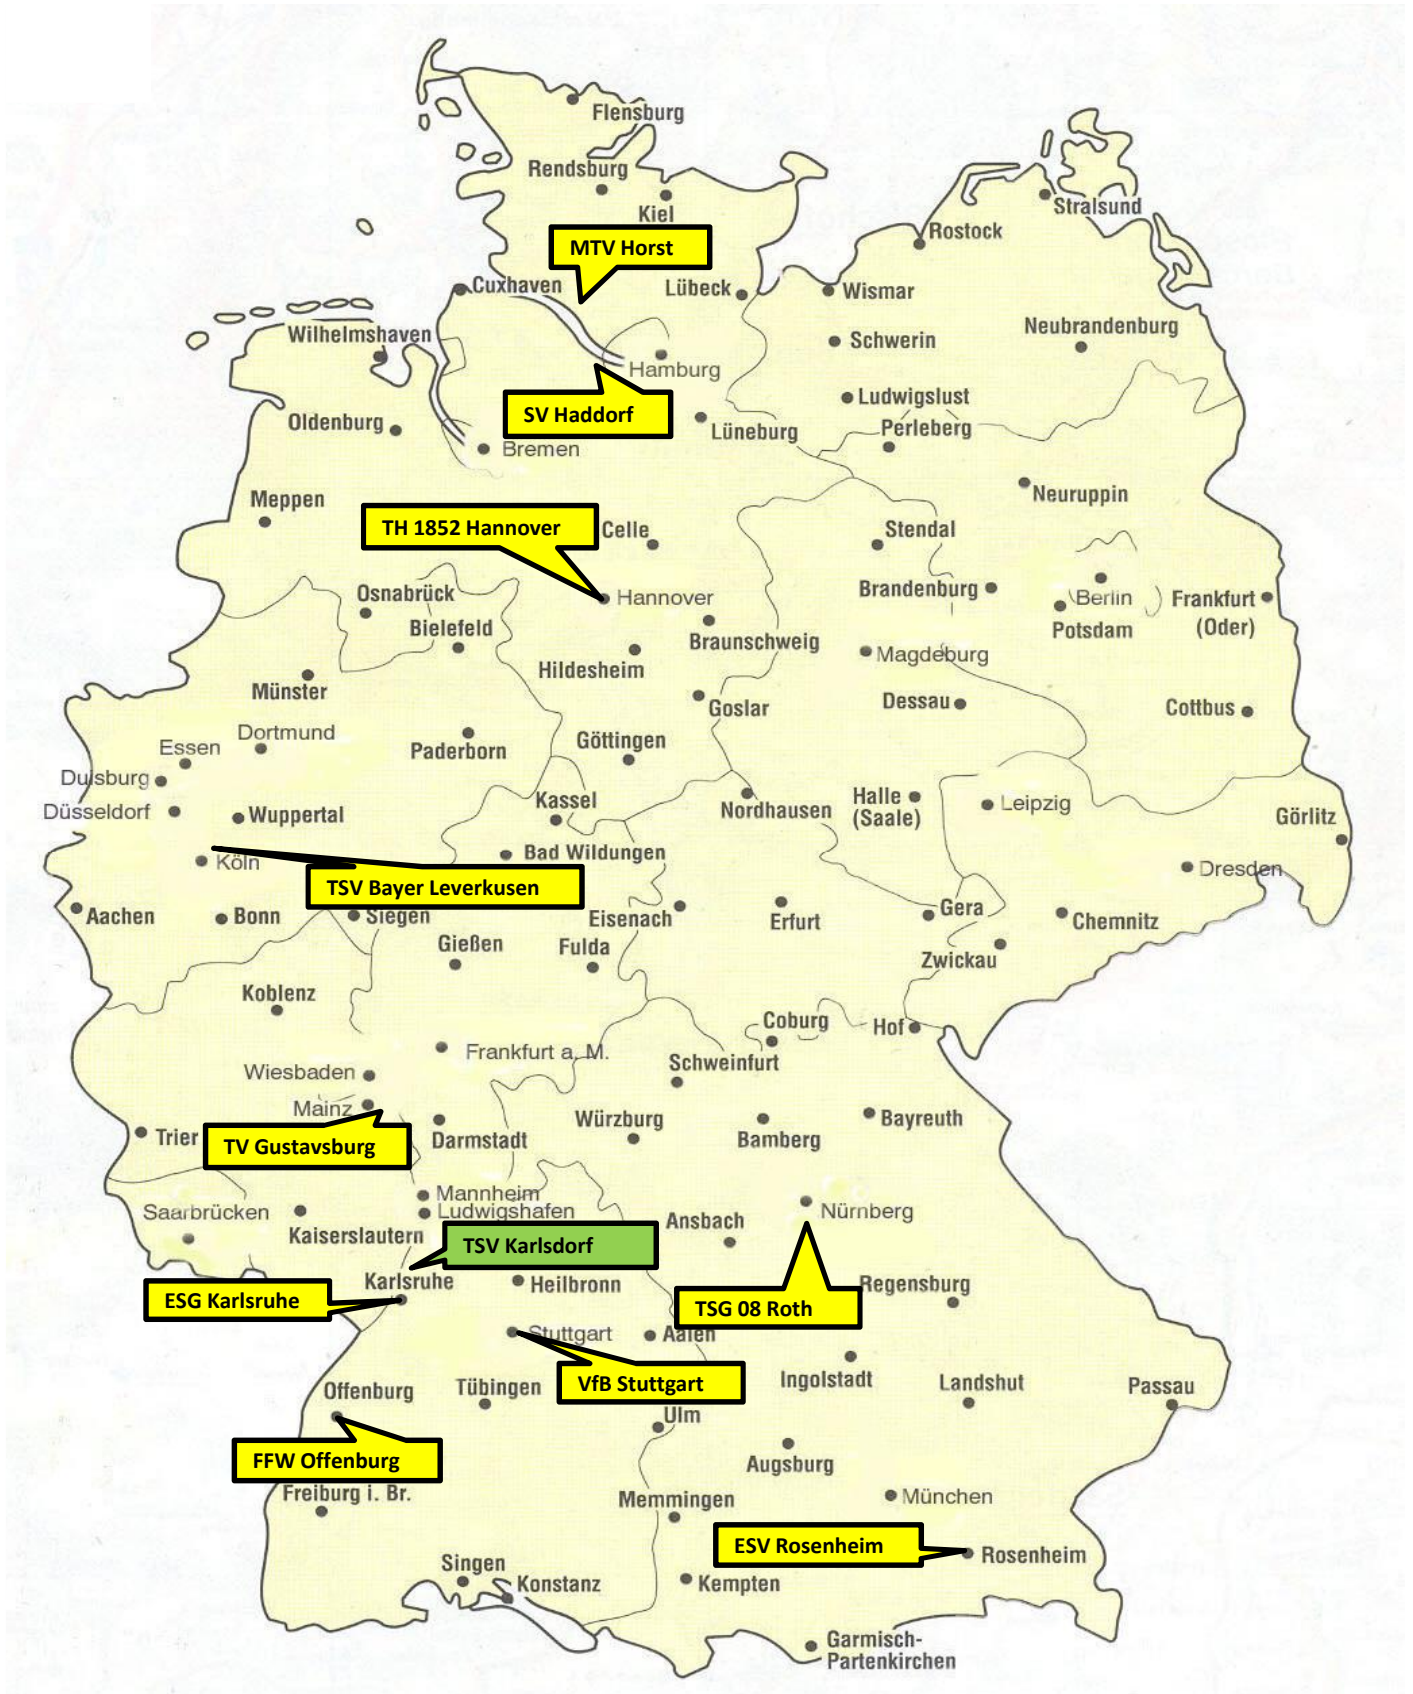 Flensburg
Rendsburg
Kiel
Stralsund
Rostock
MTV Horst
Cuxhaven
Lübeck
Wismar
Wilhelmshaven
Neubrandenburg
Schwerin
Hamburg
Ludwigslust
SV Haddorf
Oldenburg
Lüneburg
Perleberg
Bremen
Meppen
Neuruppin
TH 1852 Hannover
Celle
Stendal
Osnabrück
Brandenburg
Hannover
Berlin
Frankfurt
(Oder)
Bielefeld
Potsdam
Braunschweig
Magdeburg
Hildesheim
Münster
Dessau
Goslar
Cottbus
Dortmund
Essen
Paderborn
Göttingen
Duisburg
Kassel
Halle
(Saale)
Leipzig
Düsseldorf
Wuppertal
Nordhausen
Görlitz
Köln
Bad Wildungen
Dresden
TSV Bayer Leverkusen
Aachen
Bonn
Siegen
Eisenach
Erfurt
Gera
Chemnitz
Gießen
Fulda
Zwickau
Koblenz
Coburg
Hof
Frankfurt a. M.
Schweinfurt
Wiesbaden
Mainz
Trier
TV Gustavsburg
Darmstadt
Würzburg
Bamberg
Bayreuth
Mannheim
Saarbrücken
Ludwigshafen
Ansbach
Nürnberg
Kaiserslautern
TSV Karlsdorf
Karlsruhe
Heilbronn
Regensburg
ESG Karlsruhe
TSG 08 Roth
Stuttgart
Aalen
Offenburg
Tübingen
VfB Stuttgart
Ingolstadt
Landshut
Passau
Ulm
FFW Offenburg
Augsburg
Freiburg i. Br.
Memmingen
München
ESV Rosenheim
Rosenheim
Singen
Konstanz
Kempten
Garmisch-
Partenkirchen